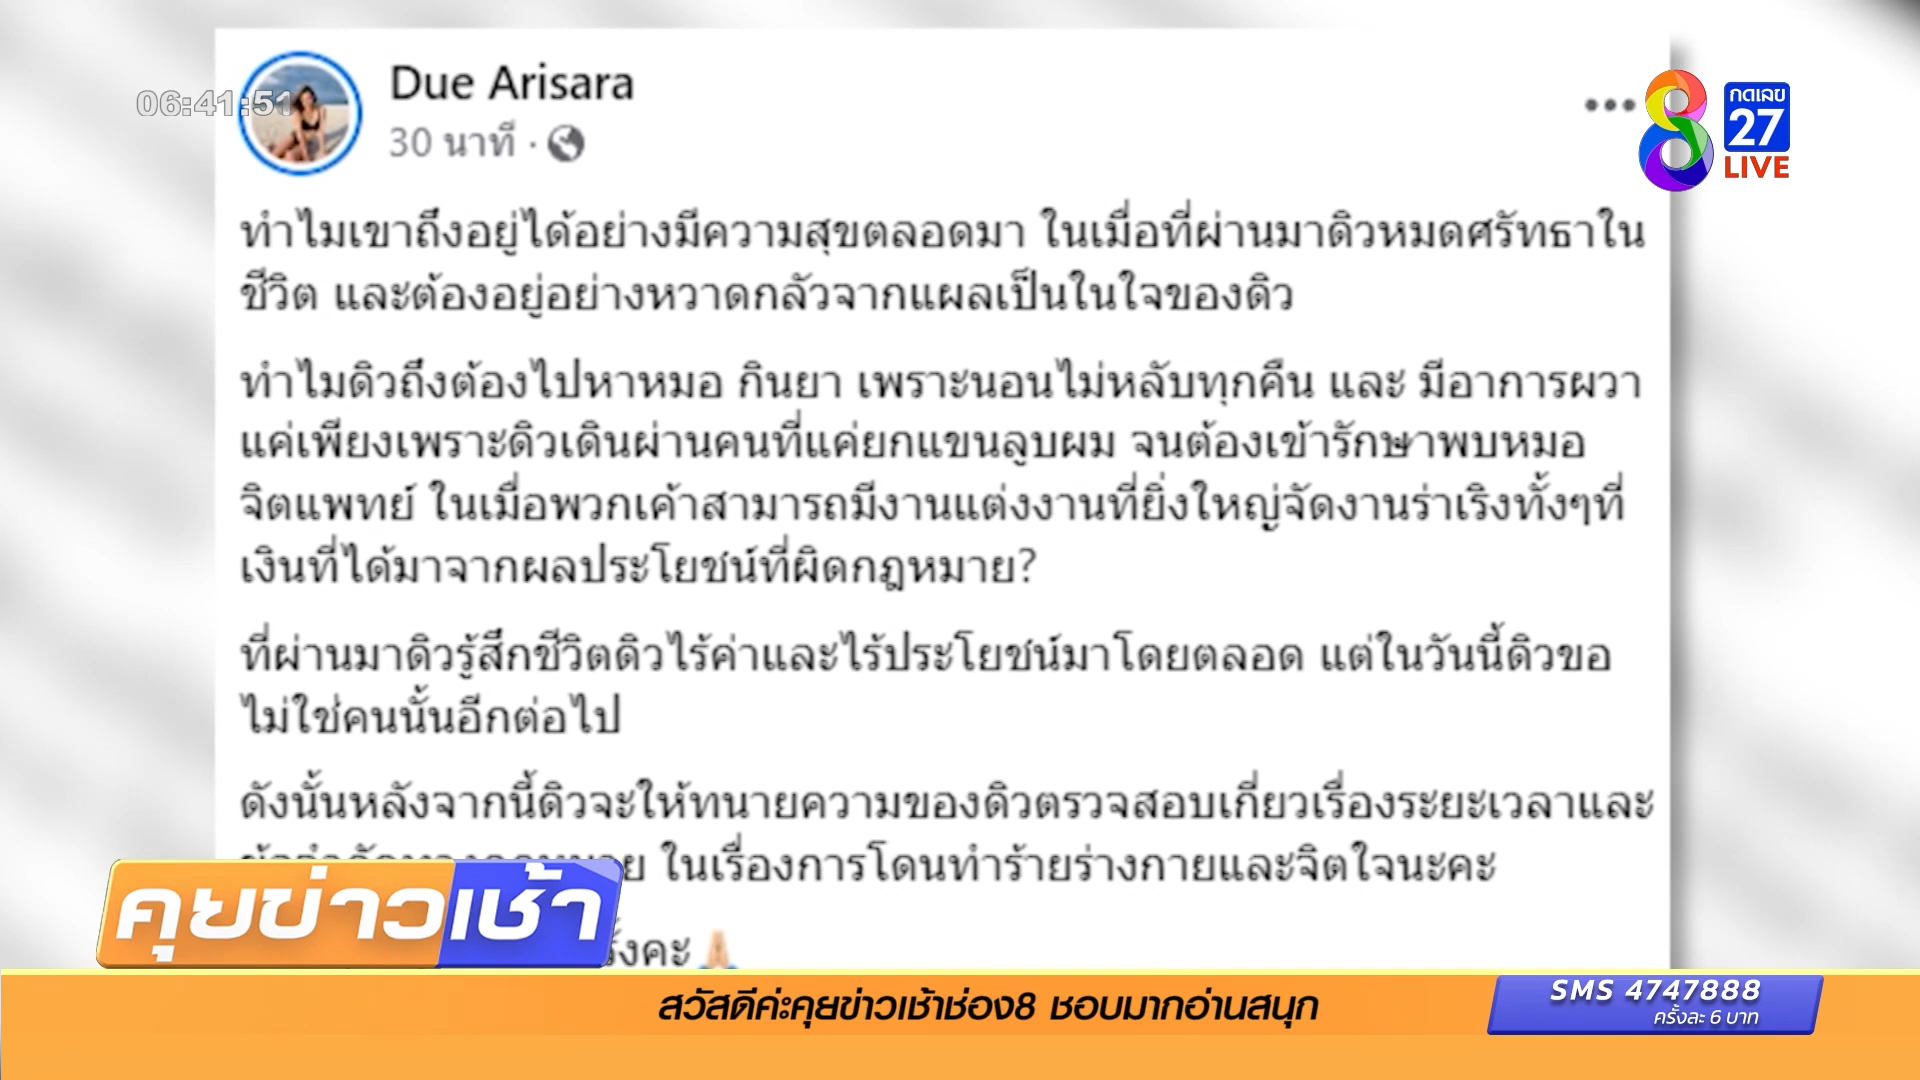 06:41:51
Due Arisara
30 นาที ·
8
กดเลข
27
LIVE
ทำไมเขาถึงอยู่ได้อย่างมีความสุขตลอดมา ในเมื่อที่ผ่านมาดิวหมดศรัทธาใน
ชีวิต และต้องอยู่อย่างหวาดกลัวจากแผลเป็นในใจของดิว
ทำไมดิวถึงต้องไปหาหมอ กินยา เพราะนอนไม่หลับทุกคืน และ มีอาการผวา
แค่เพียงเพราะดิวเดินผ่านคนที่แค่ยกแขนลูบผม จนต้องเข้ารักษาพบหมอ
จิตแพทย์ ในเมื่อพวกเค้าสามารถมีงานแต่งงานที่ยิ่งใหญ่จัดงานร่าเริงทั้งๆที่
เงินที่ได้มาจากผลประโยชน์ที่ผิดกฎหมาย?
ที่ผ่านมาดิวรู้สึกชีวิตดิวไร้ค่าและไร้ประโยชน์มาโดยตลอด แต่ในวันนี้ดิวขอ
ไม่ใช่คนนั้นอีกต่อไป
ดังนั้นหลังจากนี้ดิวจะให้ทนายความของดิวตรวจสอบเกี่ยวเรื่องระยะเวลาและ
ในเรื่องการโดนทำร้ายร่างกายและจิตใจนะคะ
คะ🙏🏻
คุยข่าวเช้า
สวัสดีค่ะคุยข่าวเช้าช่อง8 ชอบมากอ่านสนุก
SMS 4747888
ครั้งละ 6 บาท